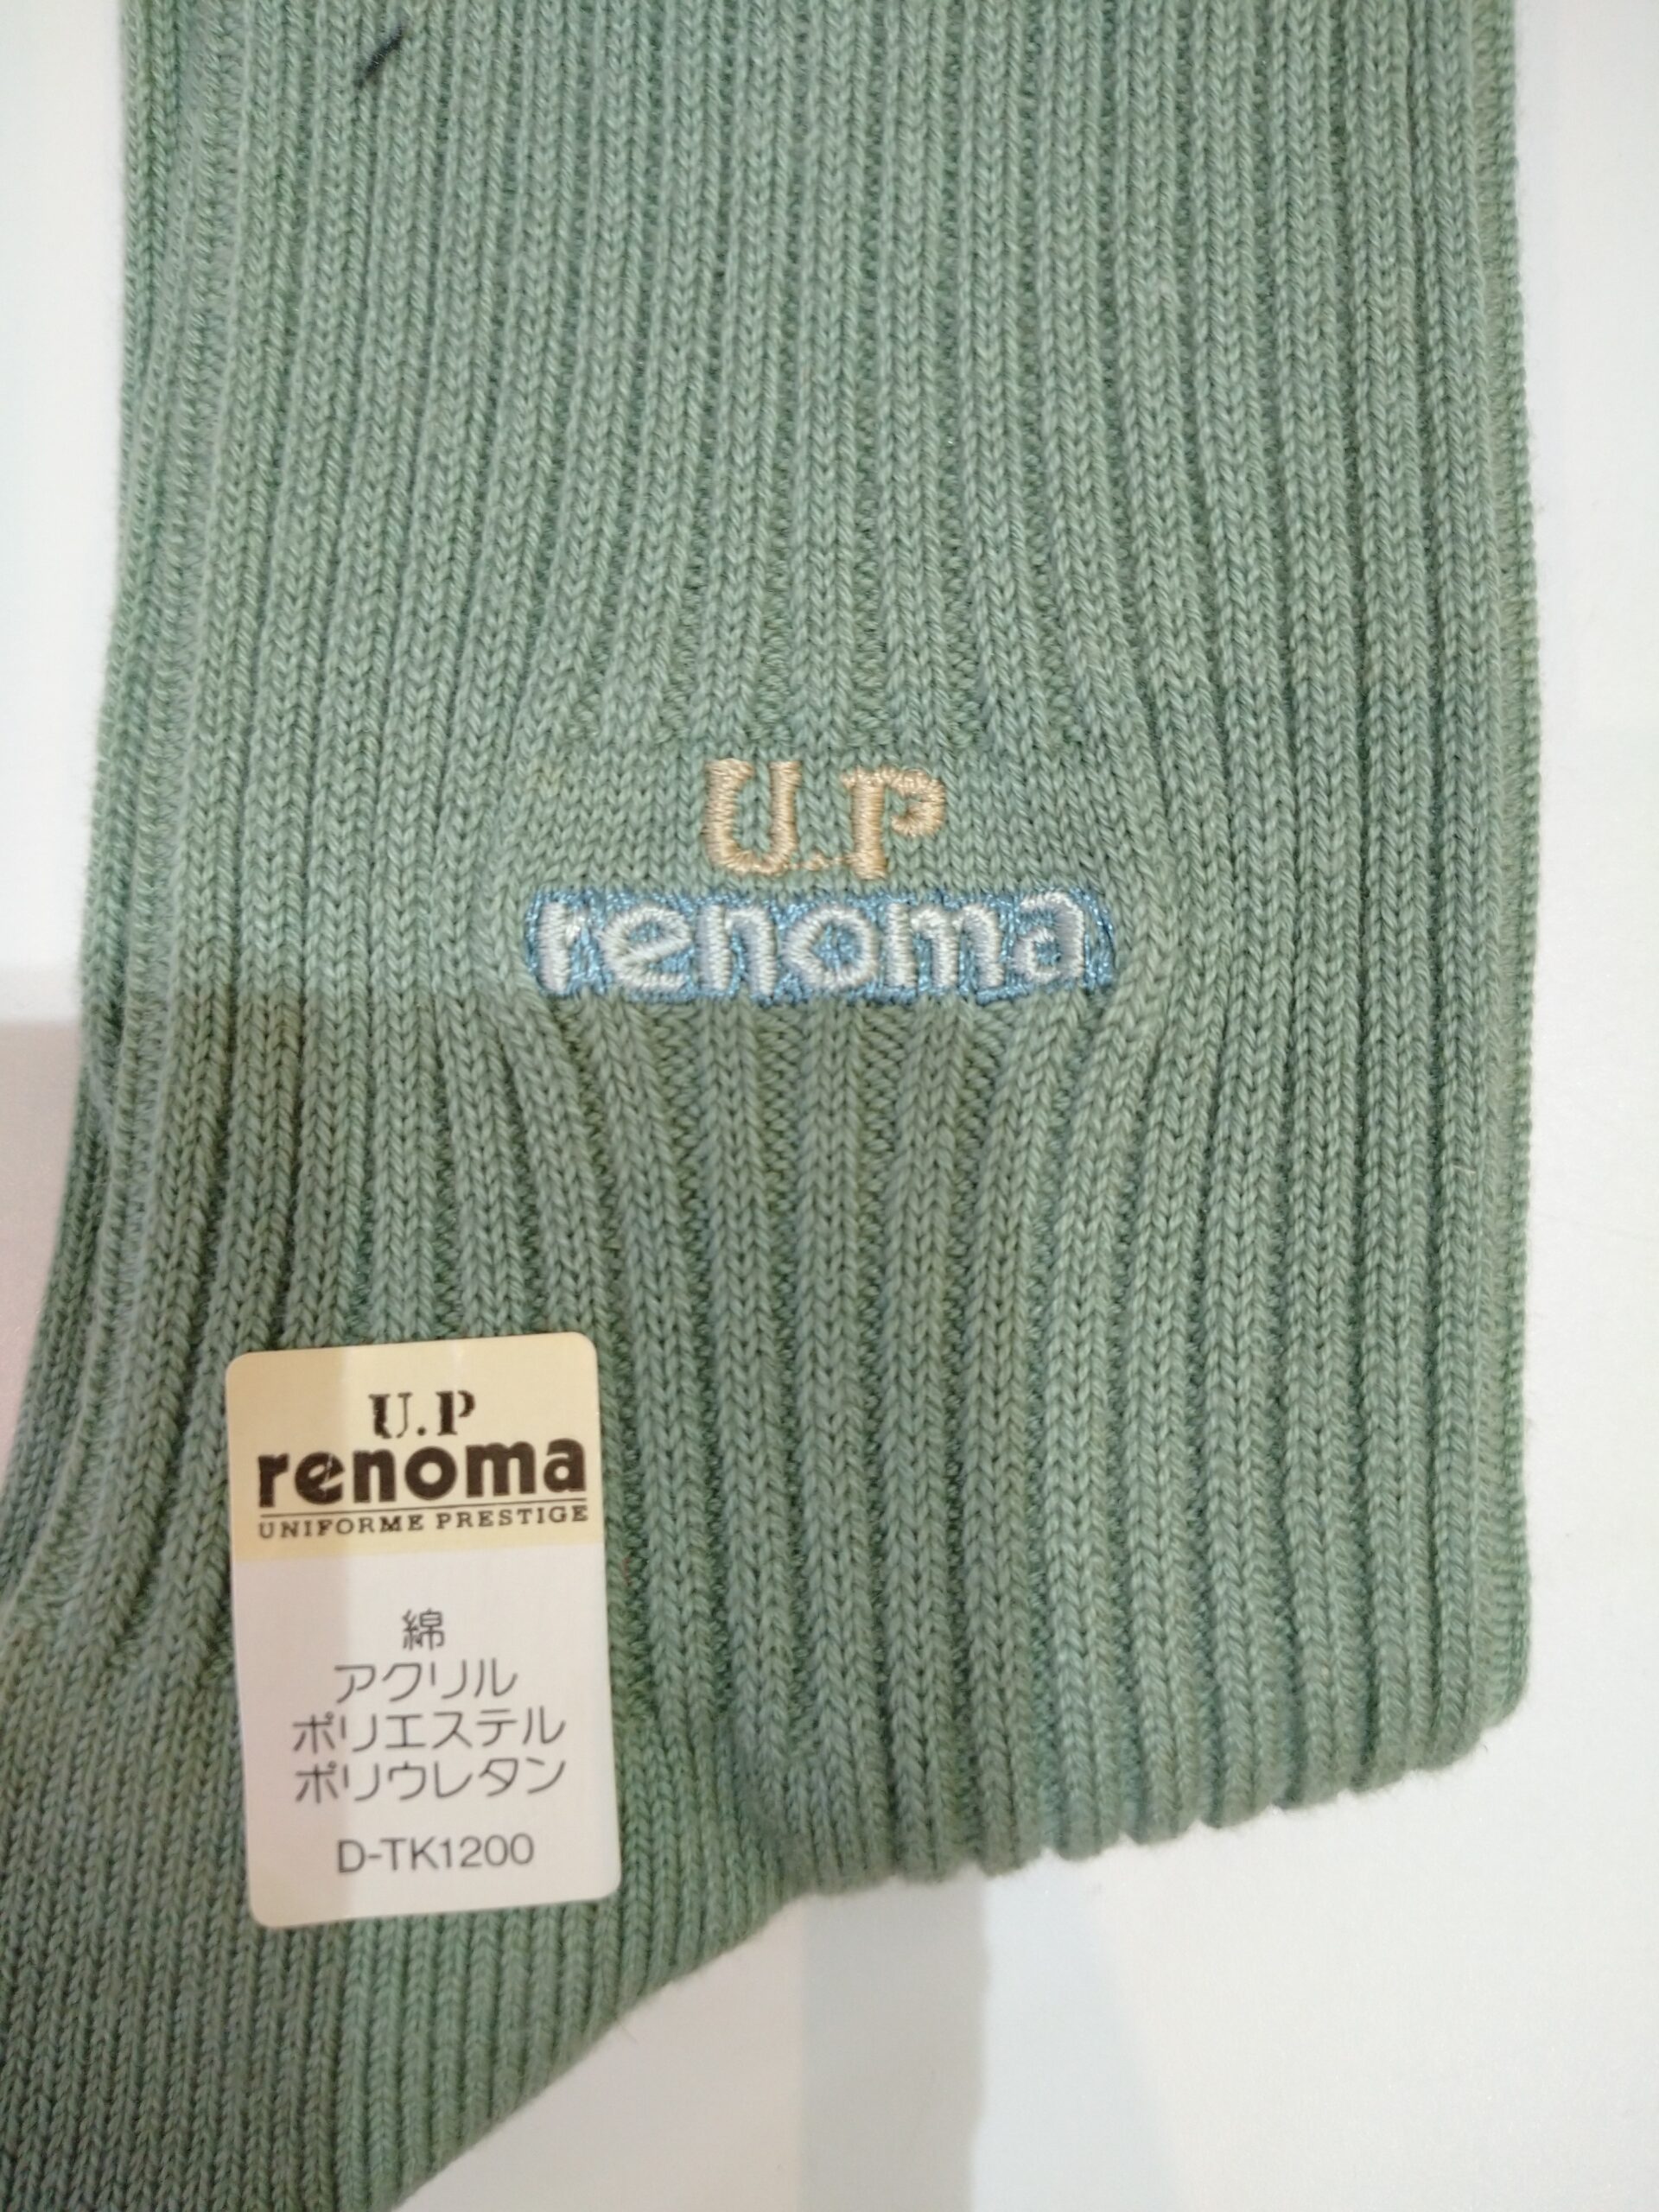 U.P
renoma
U.P
renoma
UNIFORME PRESTIGE
綿
アクリル
ポリエステル
ポリウレタン
D-TK1200